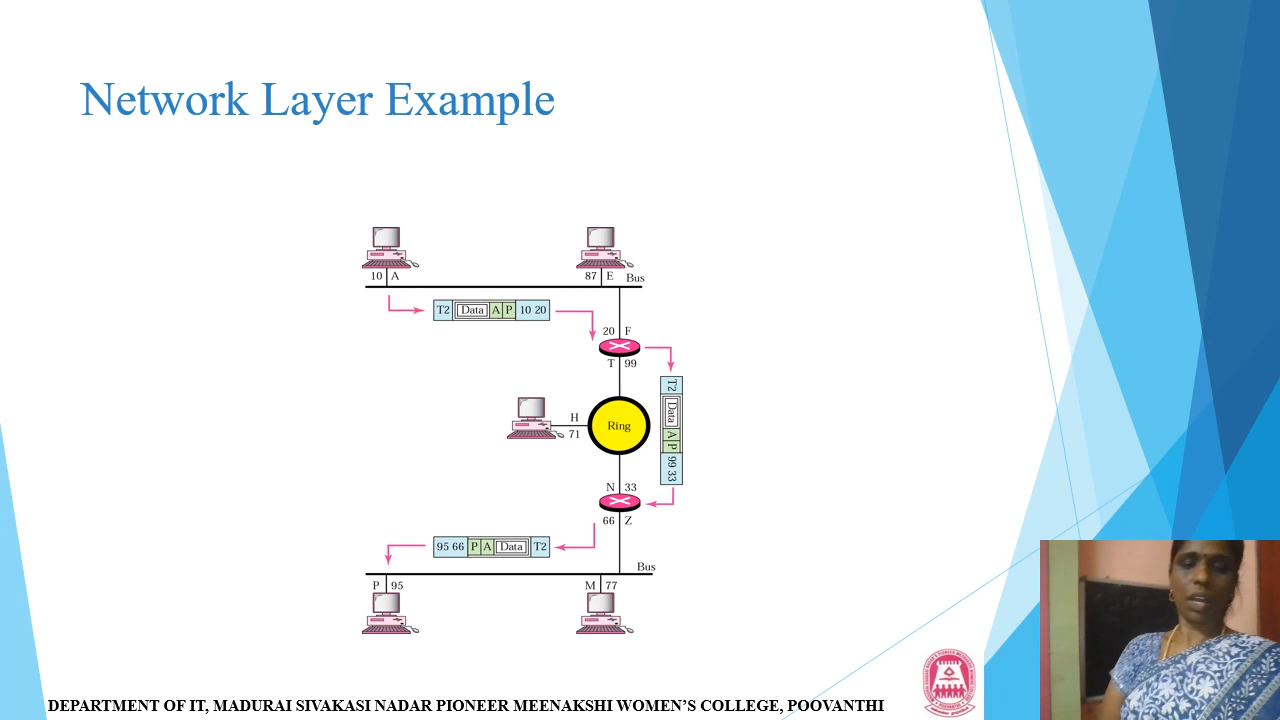 Network Layer Example
10 A
87 E
Bus
T2 Data A P 10 20
20 F
T 99
T2 Data A P 99 33
H
71
Ring
N 33
66 Z
95 66 P A Data T2
Bus
P 95
M 77
DEPARTMENT OF IT, MADURAI SIVAKASI NADAR PIONEER MEENAKSHI WOMEN'S COLLEGE, POOVANTHI